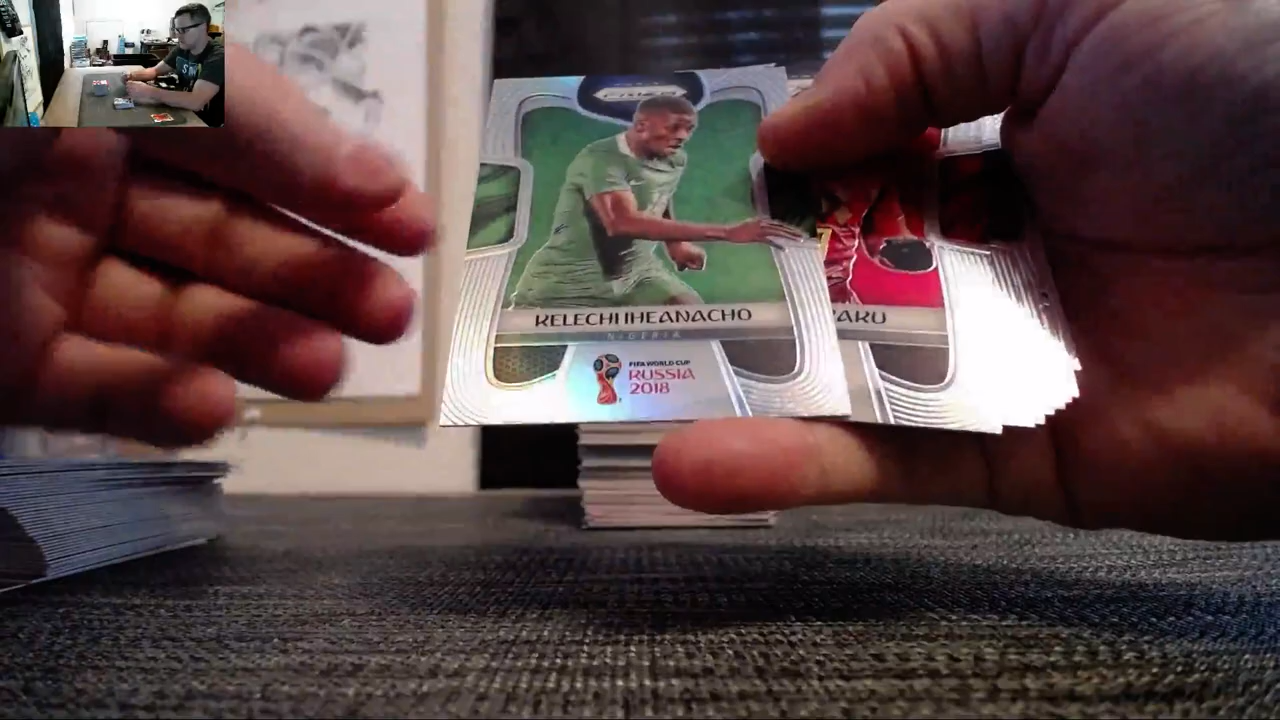 PRIZM
KELECHI IHEANACHO
NIGERIA
FIFA WORLD CUP
RUSSIA
2018
AKU